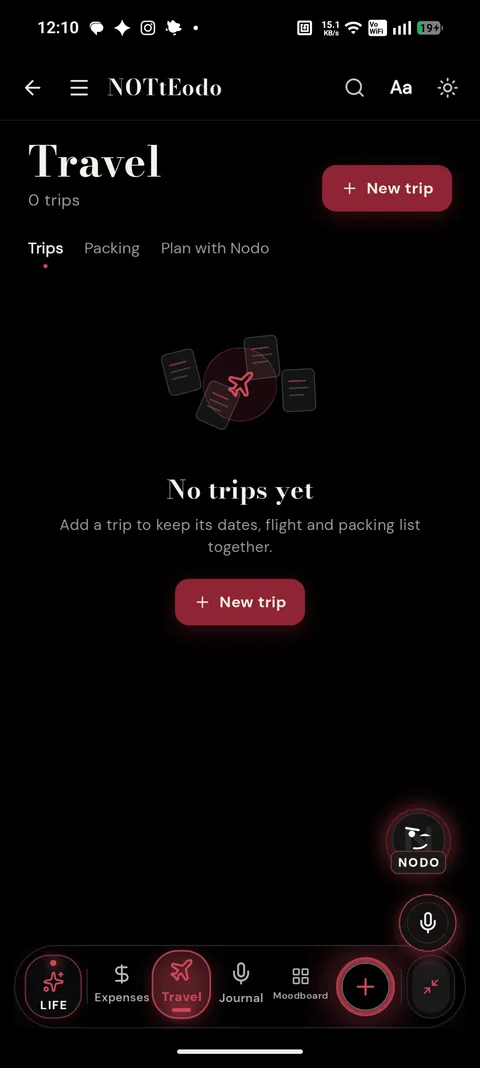 12:10
15.1
KB/s
Vo
WiFi
19
NOTtEodo
Aa
Travel
0 trips
+ New trip
Trips
Packing
Plan with Nodo
No trips yet
Add a trip to keep its dates, flight and packing list
together.
+ New trip
NODO
LIFE
Expenses
Travel
Journal
Moodboard